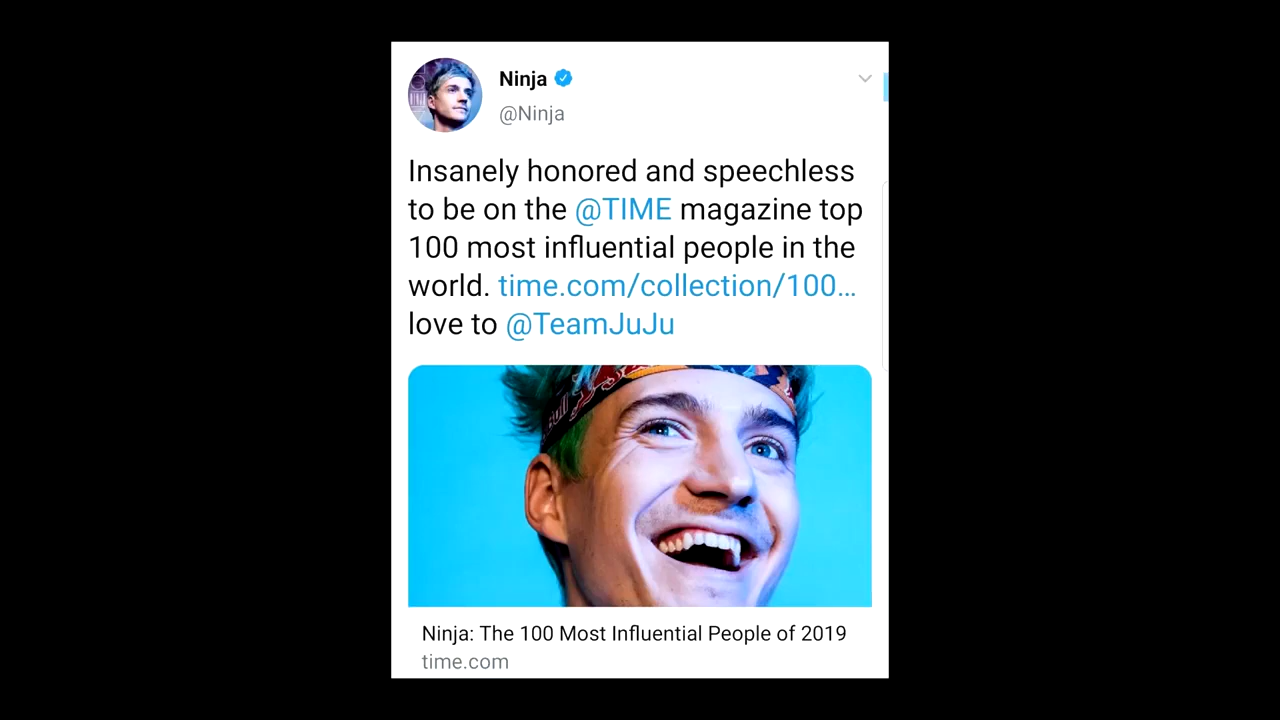 Ninja
@Ninja
Insanely honored and speechless
to be on the @TIME magazine top
100 most influential people in the
world. time.com/collection/100…
love to @TeamJuJu
Ninja: The 100 Most Influential People of 2019
time.com